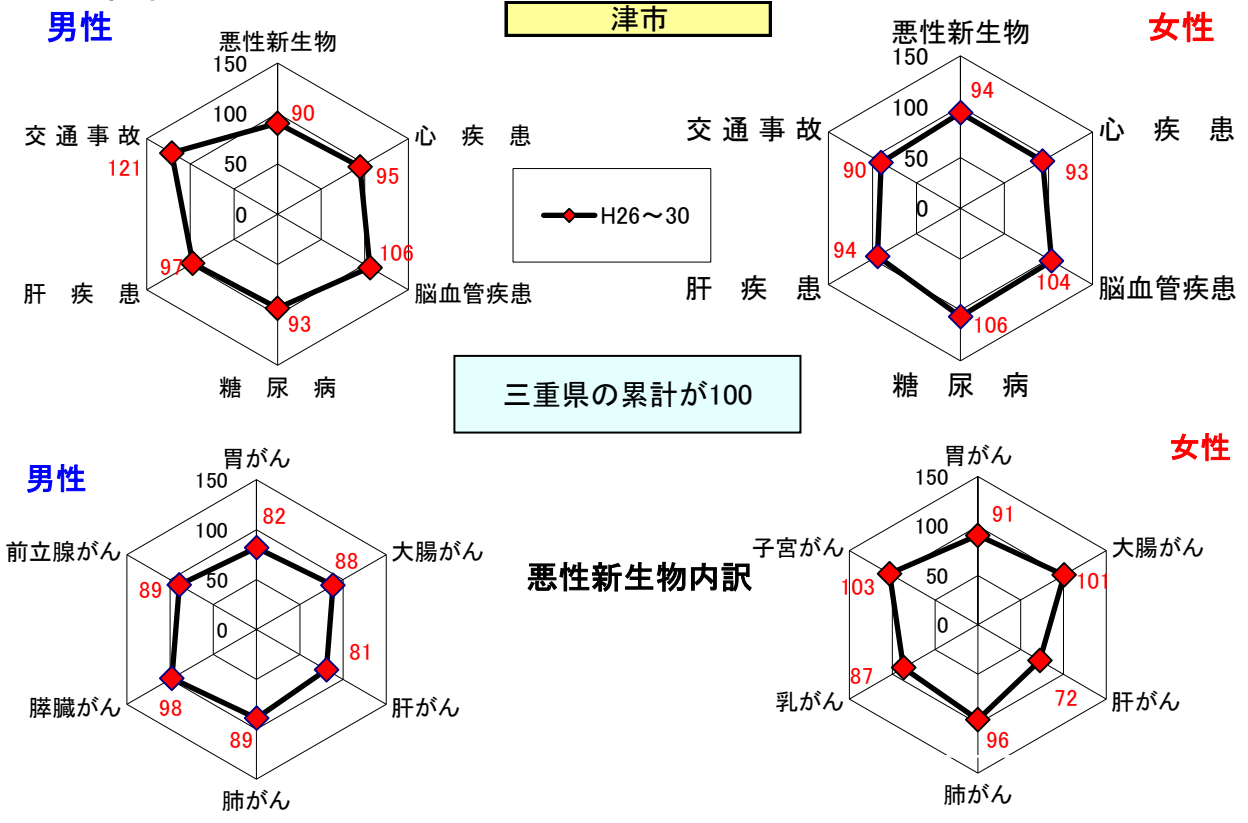 津市
男性
悪性新生物
150
100
50
0
90
心 疾 患
95
106
脳血管疾患
93
糖 尿 病
97
肝 疾 患
交 通 事 故
121
H26～30
女性
悪性新生物
150
100
50
0
94
心 疾 患
93
104
脳血管疾患
106
糖 尿 病
94
肝 疾 患
交 通 事 故
90
三重県の累計が100
悪性新生物内訳
男性
胃がん
150
100
50
0
82
大腸がん
88
81
肝がん
89
肺がん
98
膵臓がん
前立腺がん
89
女性
胃がん
150
100
50
0
91
大腸がん
101
72
肝がん
96
肺がん
87
乳がん
子宮がん
103